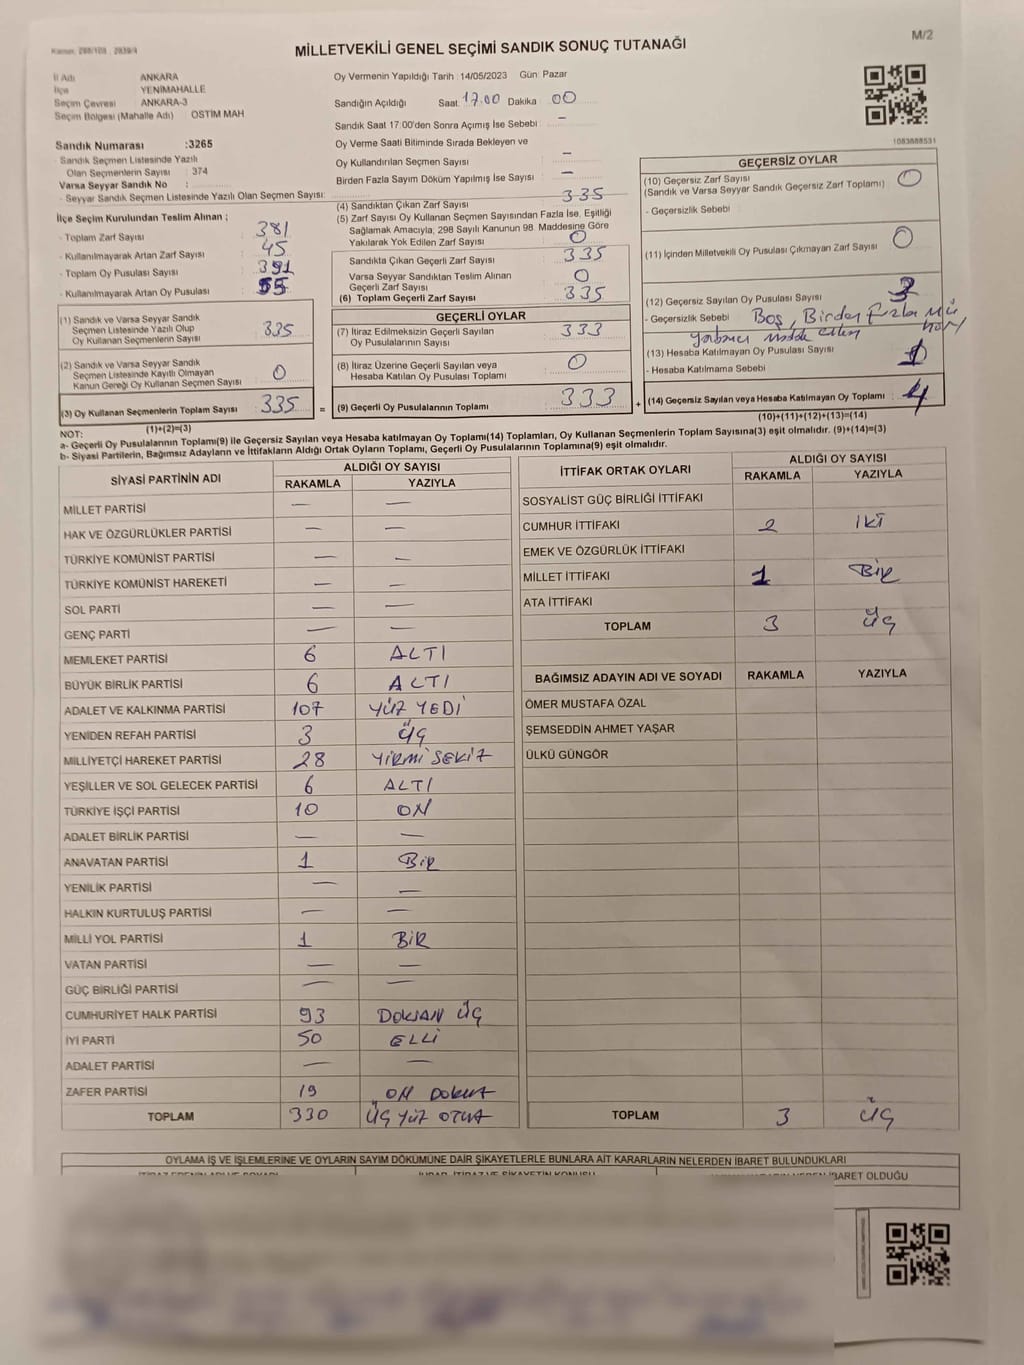 MİLLETVEKİLİ GENEL SEÇİMİ SANDIK SONUÇ TUTANAĞI
M/2
İl Adı ANKARA
İlçe YENİMAHALLE
Seçim Çevresi ANKARA-3
Seçim Bölgesi (Mahalle Adı) OSTİM MAH
Oy Vermenin Yapıldığı Tarih :14/05/2023 Gün Pazar
Sandığın Açıldığı Saat 17.00 Dakika 00
Sandık Saat 17:00'den Sonra Açımış İse Sebebi : –
Oy Verme Saati Bitiminde Sırada Bekleyen ve
Oy Kullandırılan Seçmen Sayısı : –
Birden Fazla Sayım Döküm Yapılmış İse Sayısı : –
1083888531
Sandık Numarası :3265
- Sandık Seçmen Listesinde Yazılı
Olan Seçmenlerin Sayısı : 374
Varsa Seyyar Sandık No :
- Seyyar Sandık Seçmen Listesinde Yazılı Olan Seçmen Sayısı:
İlçe Seçim Kurulundan Teslim Alınan ;
- Toplam Zarf Sayısı 381
- Kullanılmayarak Artan Zarf Sayısı 45
- Toplam Oy Pusulası Sayısı 391
- Kullanılmayarak Artan Oy Pusulası 55
(1) Sandık ve Varsa Seyyar Sandık
Seçmen Listesinde Yazılı Olup
Oy Kullanan Seçmenlerin Sayısı 335
(2) Sandık ve Varsa Seyyar Sandık
Seçmen Listesinde Kayıtlı Olmayan
Kanun Gereği Oy Kullanan Seçmen Sayısı 0
(3) Oy Kullanan Seçmenlerin Toplam Sayısı 335 =
(1)+(2)=(3)
(4) Sandıktan Çıkan Zarf Sayısı 335
(5) Zarf Sayısı Oy Kullanan Seçmen Sayısından Fazla İse, Eşitliği
Sağlamak Amacıyla, 298 Sayılı Kanunun 98. Maddesine Göre
Yakılarak Yok Edilen Zarf Sayısı 0
Sandıkta Çıkan Geçerli Zarf Sayısı 335
Varsa Seyyar Sandıktan Teslim Alınan
Geçerli Zarf Sayısı 0
(6) Toplam Geçerli Zarf Sayısı 335
GEÇERLİ OYLAR
(7) İtiraz Edilmeksizin Geçerli Sayılan
Oy Pusulalarının Sayısı 333
(8) İtiraz Üzerine Geçerli Sayılan veya
Hesaba Katılan Oy Pusulası Toplamı 0
(9) Geçerli Oy Pusulalarının Toplamı 333 +
GEÇERSİZ OYLAR
(10) Geçersiz Zarf Sayısı 0
(Sandık ve Varsa Seyyar Sandık Geçersiz Zarf Toplamı)
- Geçersizlik Sebebi
(11) İçinden Milletvekili Oy Pusulası Çıkmayan Zarf Sayısı 0
(12) Geçersiz Sayılan Oy Pusulası Sayısı 3
- Geçersizlik Sebebi Boş, Birden Fazla
yabancı madde
(13) Hesaba Katılmayan Oy Pusulası Sayısı 1
- Hesaba Katılmama Sebebi
(14) Geçersiz Sayılan veya Hesaba Katılmayan Oy Toplamı 4
(10)+(11)+(12)+(13)=(14)
NOT:
a- Geçerli Oy Pusulalarının Toplamı(9) ile Geçersiz Sayılan veya Hesaba katılmayan Oy Toplamı(14) Toplamları, Oy Kullanan Seçmenlerin Toplam Sayısına(3) eşit olmalıdır. (9)+(14)=(3)
b- Siyasi Partilerin, Bağımsız Adayların ve İttifakların Aldığı Ortak Oyların Toplamı, Geçerli Oy Pusulalarının Toplamına(9) eşit olmalıdır.
SİYASİ PARTİNİN ADI ALDIĞI OY SAYISI
RAKAMLA YAZIYLA
MİLLET PARTİSİ — —
HAK VE ÖZGÜRLÜKLER PARTİSİ — —
TÜRKİYE KOMÜNİST PARTİSİ — —
TÜRKİYE KOMÜNİST HAREKETİ — —
SOL PARTİ — —
GENÇ PARTİ — —
MEMLEKET PARTİSİ 6 ALTI
BÜYÜK BİRLİK PARTİSİ 6 ALTI
ADALET VE KALKINMA PARTİSİ 107 YÜZ YEDİ
YENİDEN REFAH PARTİSİ 3 ÜÇ
MİLLİYETÇİ HAREKET PARTİSİ 28 YİRMİ SEKİZ
YEŞİLLER VE SOL GELECEK PARTİSİ 6 ALTI
TÜRKİYE İŞÇİ PARTİSİ 10 ON
ADALET BİRLİK PARTİSİ — —
ANAVATAN PARTİSİ 1 BİR
YENİLİK PARTİSİ — —
HALKIN KURTULUŞ PARTİSİ — —
MİLLİ YOL PARTİSİ 1 BİR
VATAN PARTİSİ — —
GÜÇ BİRLİĞİ PARTİSİ — —
CUMHURİYET HALK PARTİSİ 93 DOKSAN ÜÇ
İYİ PARTİ 50 ELLİ
ADALET PARTİSİ — —
ZAFER PARTİSİ 19 ON DOKUZ
TOPLAM 330 ÜÇ YÜZ OTUZ
İTTİFAK ORTAK OYLARI ALDIĞI OY SAYISI
RAKAMLA YAZIYLA
SOSYALİST GÜÇ BİRLİĞİ İTTİFAKI
CUMHUR İTTİFAKI 2 İKİ
EMEK VE ÖZGÜRLÜK İTTİFAKI
MİLLET İTTİFAKI 1 BİR
ATA İTTİFAKI
TOPLAM 3 ÜÇ
BAĞIMSIZ ADAYIN ADI VE SOYADI RAKAMLA YAZIYLA
ÖMER MUSTAFA ÖZAL
ŞEMSEDDİN AHMET YAŞAR
ÜLKÜ GÜNGÖR
TOPLAM 3 ÜÇ
OYLAMA İŞ VE İŞLEMLERİNE VE OYLARIN SAYIM DÖKÜMÜNE DAİR ŞİKAYETLERLE BUNLARA AİT KARARLARIN NELERDEN İBARET BULUNDUKLARI
İBARET OLDUĞU